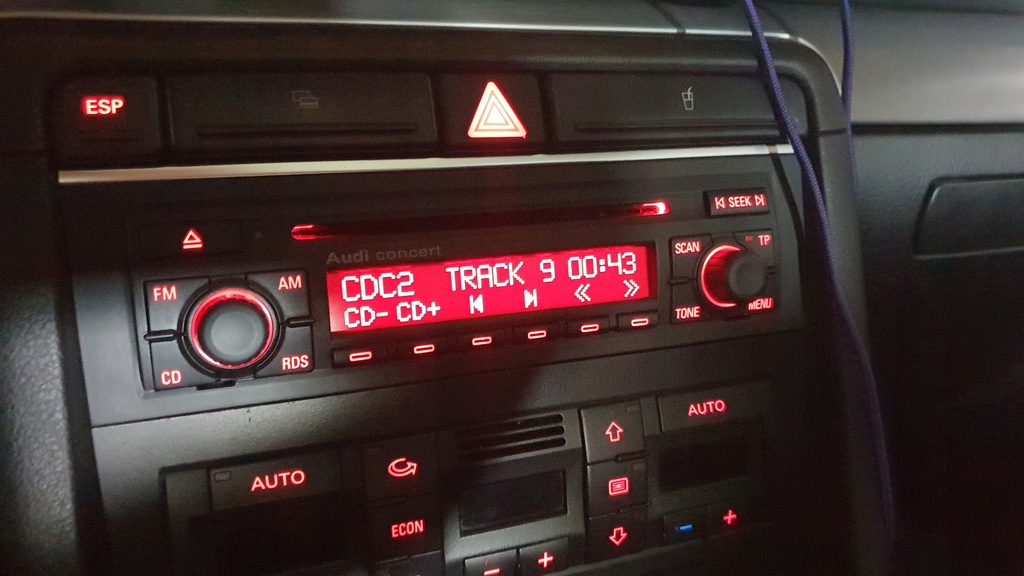 ESP
SEEK
Audi concert
FM
AM
CDC2 TRACK 9 00:43
CD- CD+
SCAN
TP
CD
RDS
TONE
MENU
AUTO
AUTO
ECON